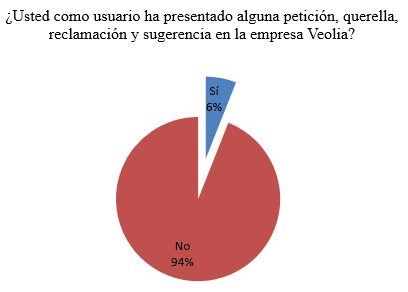 ¿Usted como usuario ha presentado alguna petición, querella,
reclamación y sugerencia en la empresa Veolia?
Sí
6%
No
94%